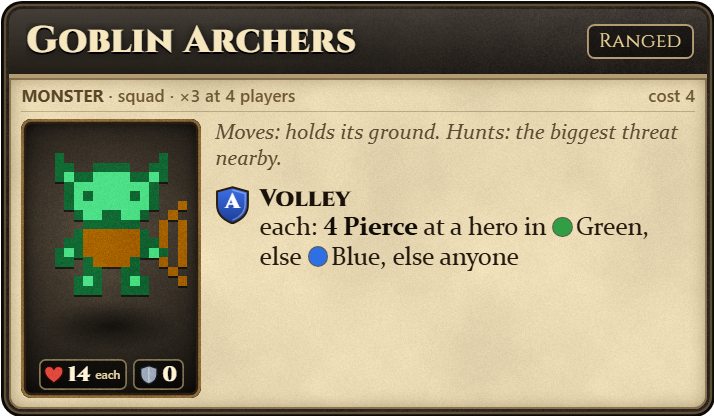 Goblin Archers
Ranged
MONSTER · squad · ×3 at 4 players
cost 4
Moves: holds its ground. Hunts: the biggest threat
nearby.
A
Volley
each: 4 Pierce at a hero in Green,
else Blue, else anyone
14 each
0